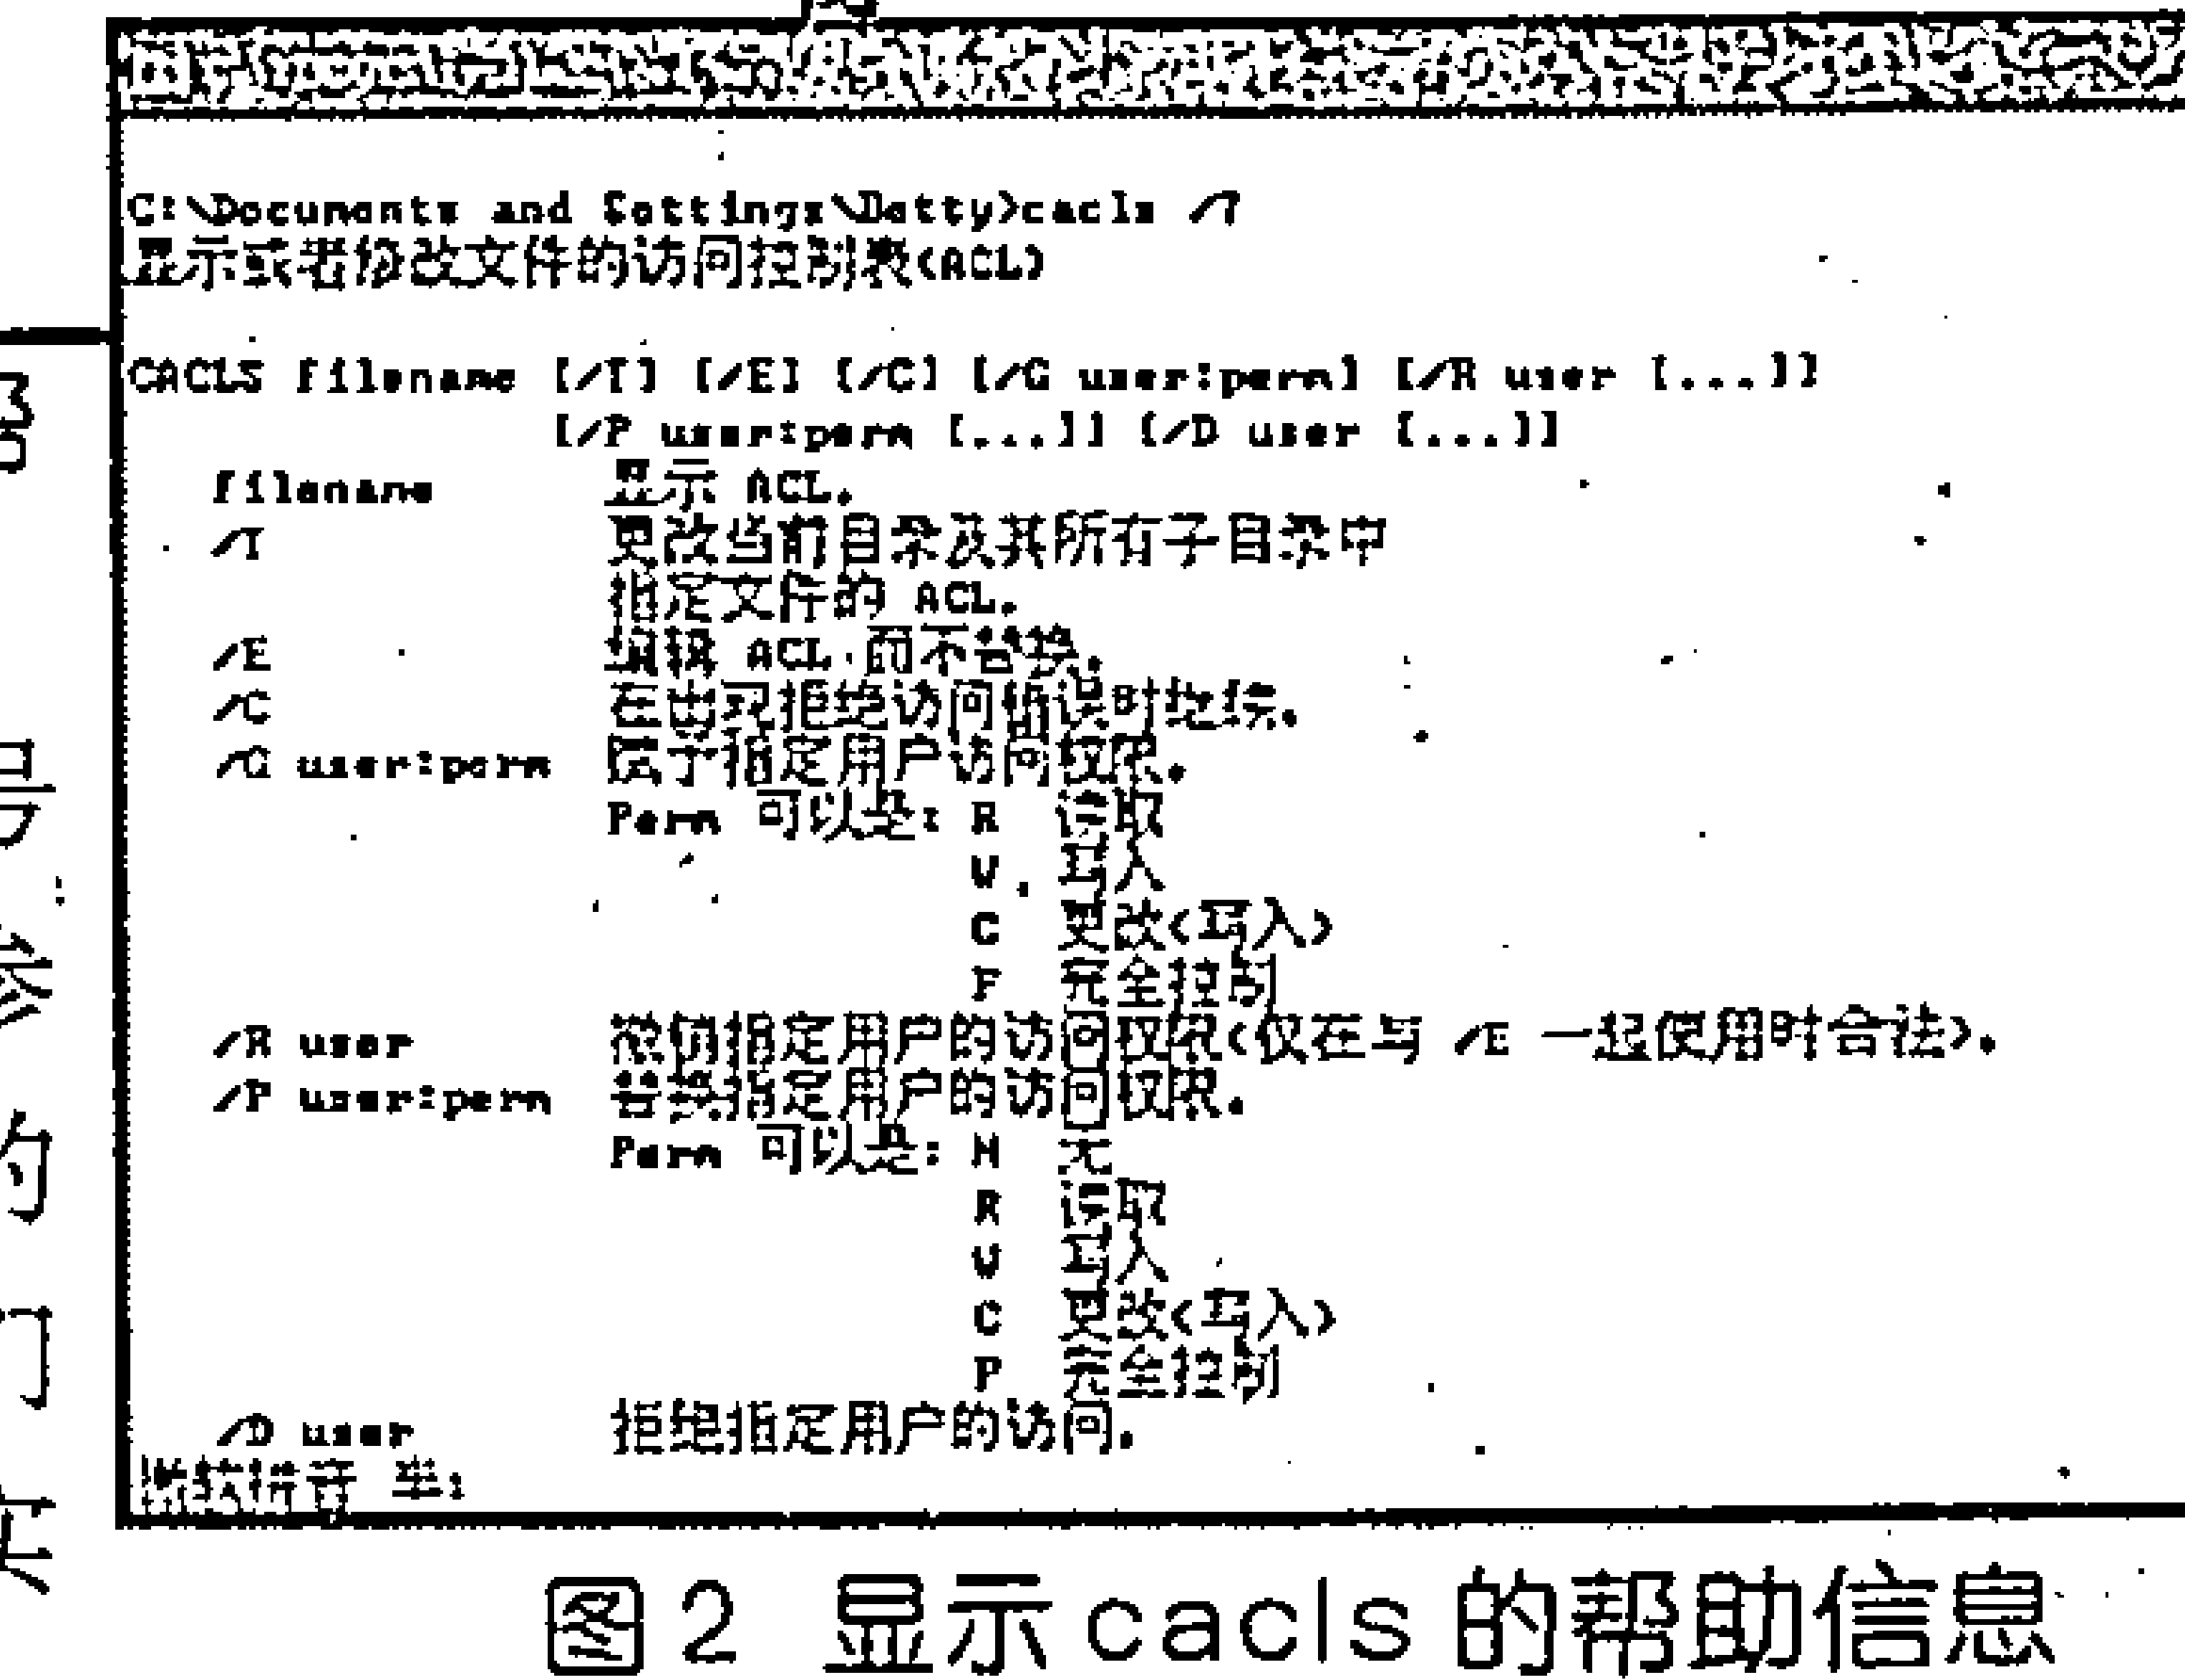 C:\Documents and Settings\Detty>cacls /?
显示或者修改文件的访问控制表(ACL)
CACLS filename [/T] [/E] [/C] [/G user:perm] [/R user [...]]
[/P user:perm [...]] [/D user [...]]
filename 显示 ACL.
/T 更改当前目录及其所有子目录中
指定文件的 ACL.
/E 编辑 ACL 而不替换.
/C 在出现拒绝访问错误时继续.
/G user:perm 赋予指定用户访问权限.
Perm 可以是: R 读取
W 写入
C 更改(写入)
F 完全控制
/R user 撤销指定用户的访问权限(仅在与 /E 一起使用时合法).
/P user:perm 替换指定用户的访问权限.
Perm 可以是: N 无
R 读取
W 写入
C 更改(写入)
F 完全控制
/D user 拒绝指定用户的访问.
图2 显示cacls的帮助信息